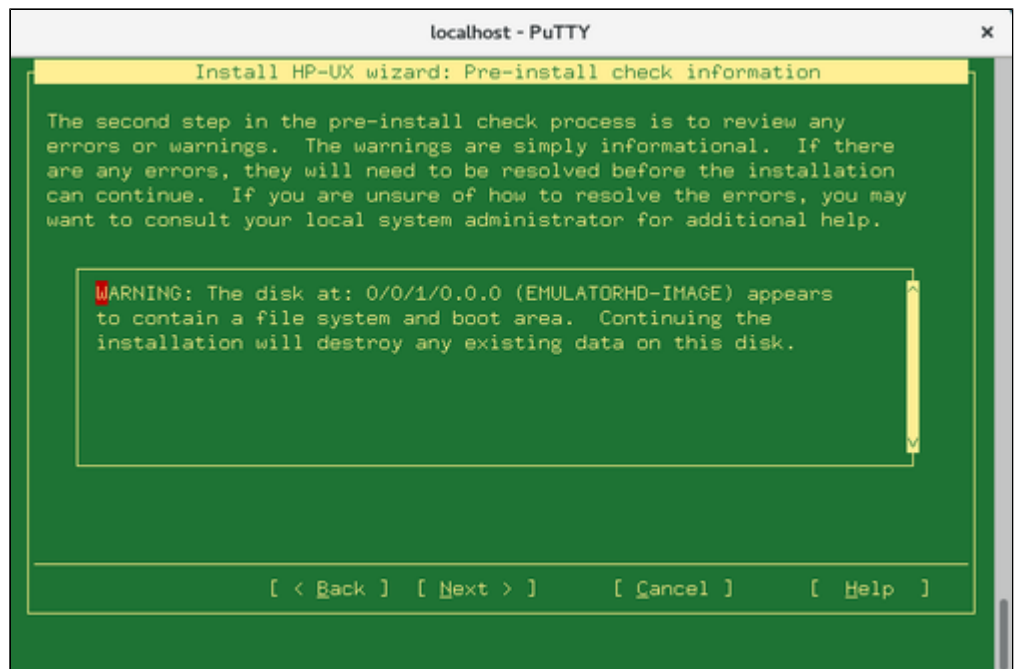 localhost - PuTTY ×
Install HP-UX wizard: Pre-install check information
The second step in the pre-install check process is to review any
errors or warnings.  The warnings are simply informational.  If there
are any errors, they will need to be resolved before the installation
can continue.  If you are unsure of how to resolve the errors, you may
want to consult your local system administrator for additional help.
WARNING: The disk at: 0/0/1/0.0.0 (EMULATORHD-IMAGE) appears
to contain a file system and boot area.  Continuing the
installation will destroy any existing data on this disk.
[ < Back ]  [ Next > ]  [ Cancel ]  [ Help ]